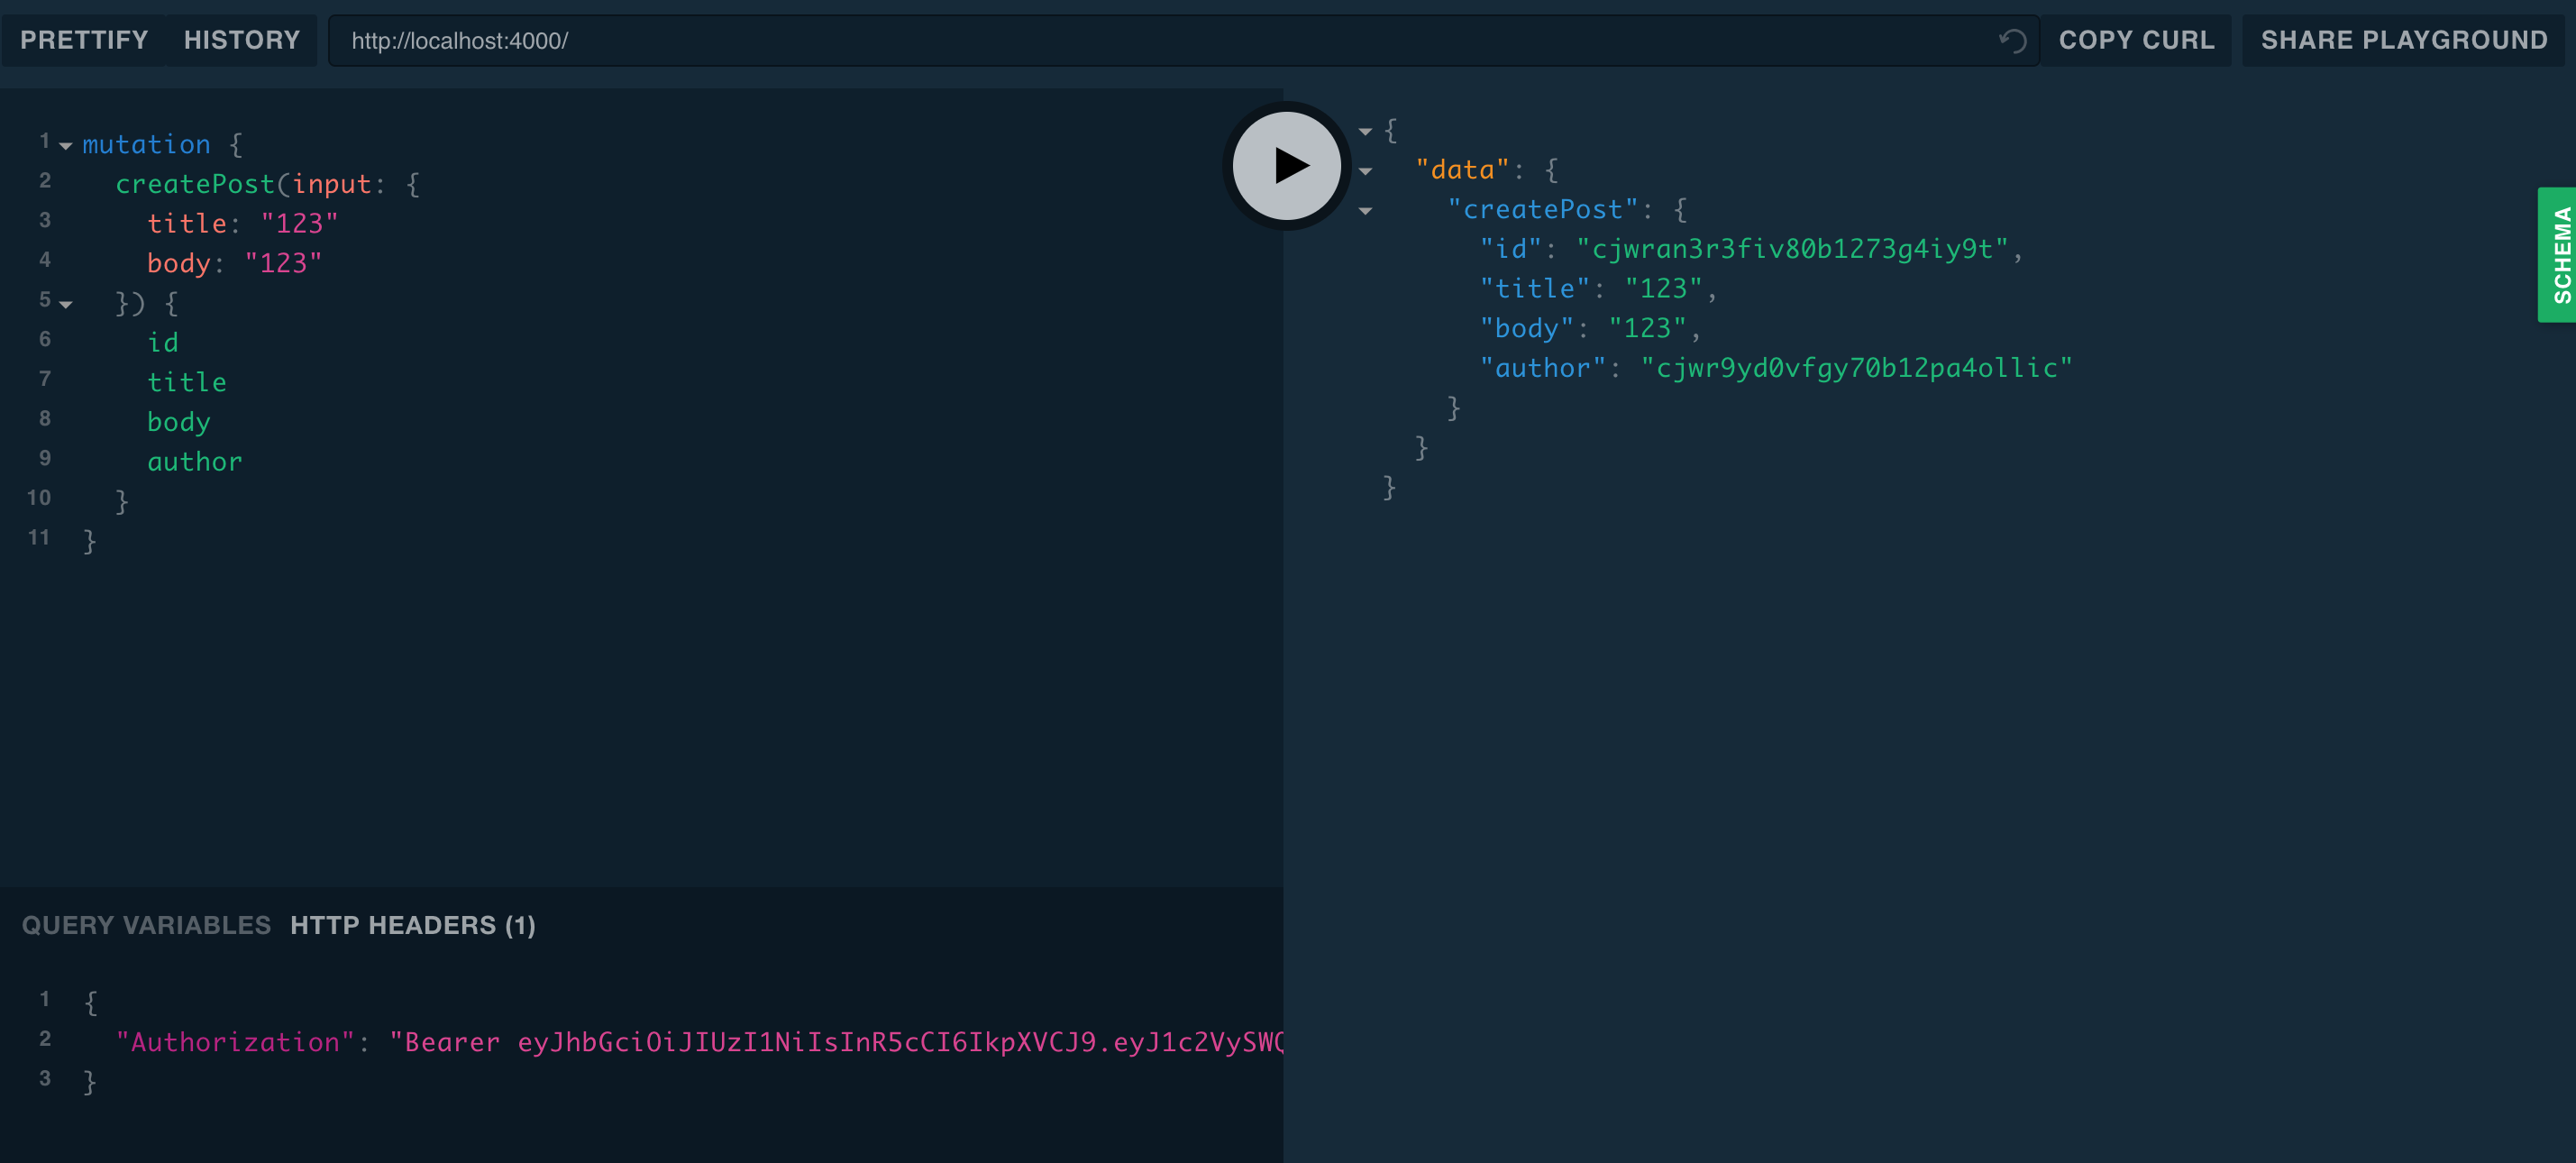 PRETTIFY HISTORY http://localhost:4000/ COPY CURL SHARE PLAYGROUND
1 mutation {
2 createPost(input: {
3 title: "123"
4 body: "123"
5 }) {
6 id
7 title
8 body
9 author
10 }
11 }
{
"data": {
"createPost": {
"id": "cjwran3r3fiv80b1273g4iy9t",
"title": "123",
"body": "123",
"author": "cjwr9yd0vfgy70b12pa4ollic"
}
}
}
SCHEMA
QUERY VARIABLES HTTP HEADERS (1)
1 {
2 "Authorization": "Bearer eyJhbGciOiJIUzI1NiIsInR5cCI6IkpXVCJ9.eyJ1c2VySWQ
3 }